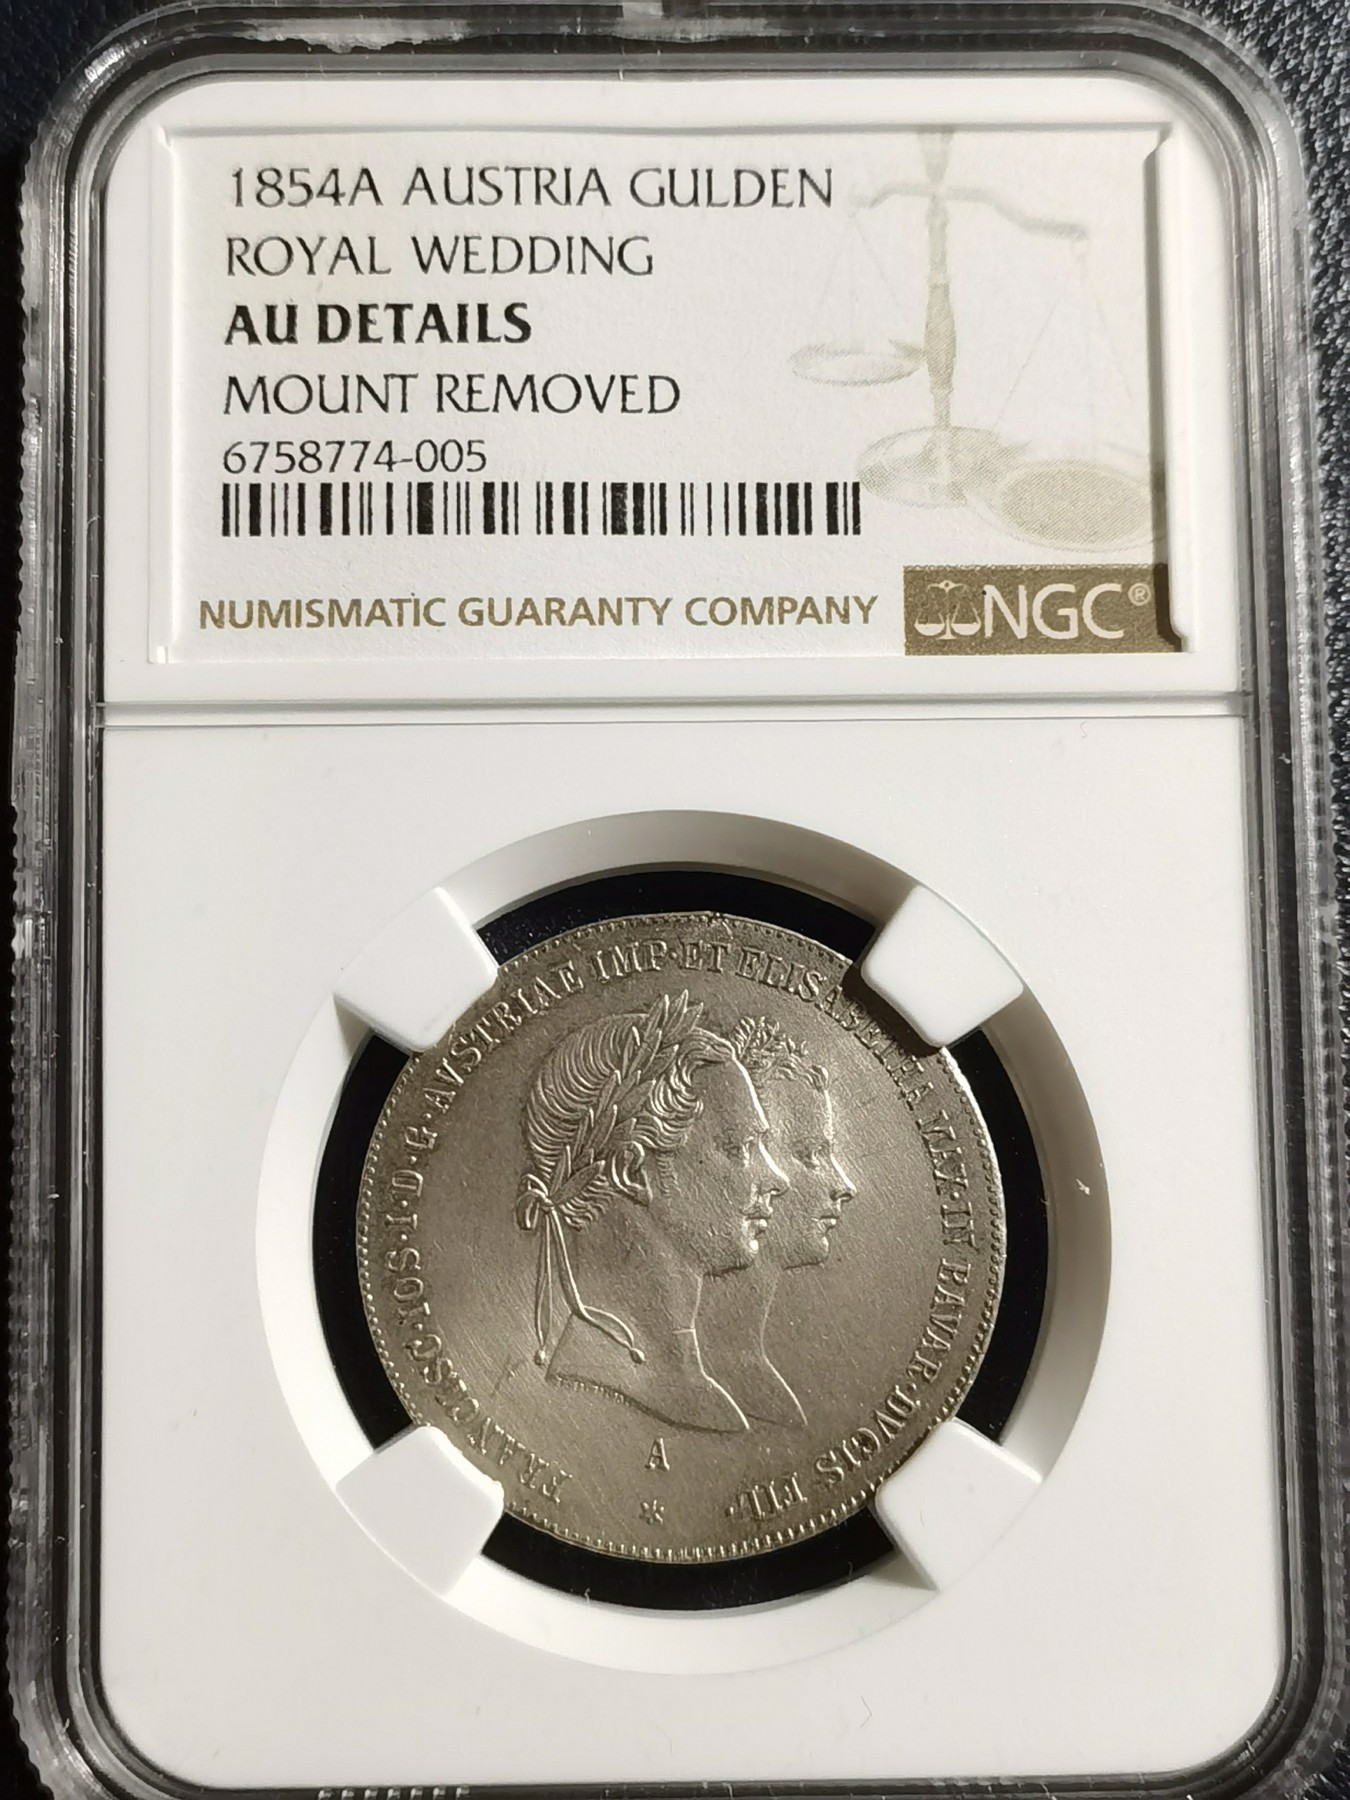 1854A AUSTRIA GULDEN
ROYAL WEDDING
AU DETAILS
MOUNT REMOVED
6758774-005
NUMISMATIC GUARANTY COMPANY
NGC®
FRANCISC·IOS·I·D·G·AVSTRIAE IMP·ET ELISABETHA MAX·IN BAVAR·DVCIS FIL·
A
*